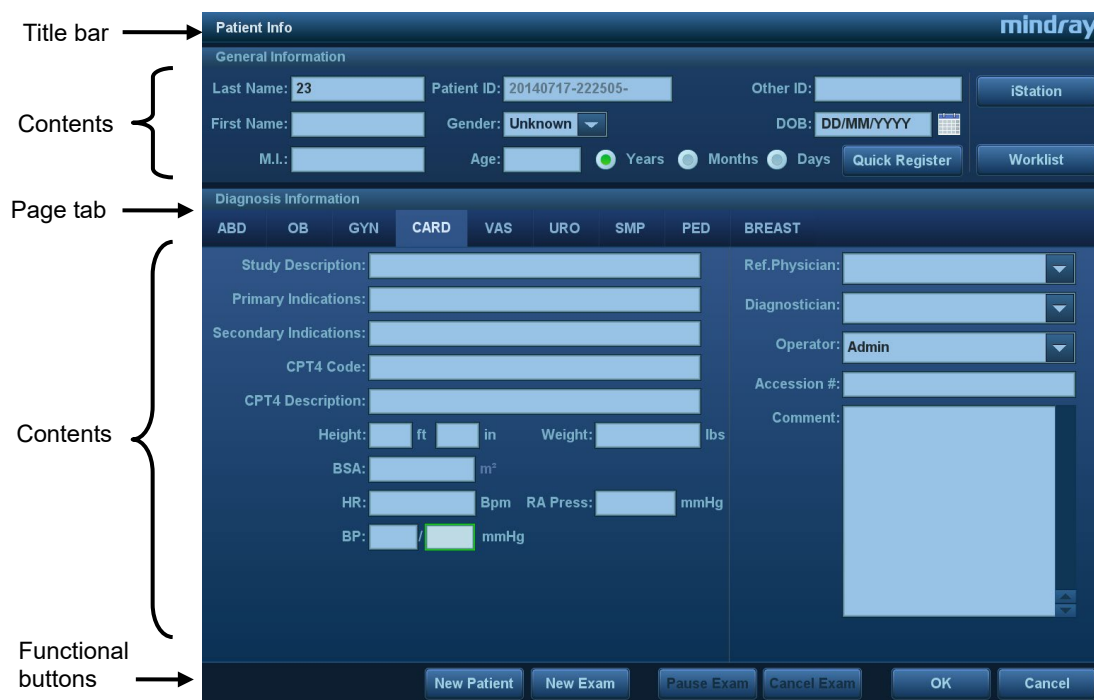 Title bar
Patient Info
mindray
General Information
Contents
Last Name: 23 Patient ID: 20140717-222505- Other ID: iStation
First Name: Gender: Unknown DOB: DD/MM/YYYY
M.I.: Age: Years Months Days Quick Register Worklist
Page tab
Diagnosis Information
ABD OB GYN CARD VAS URO SMP PED BREAST
Contents
Study Description: Ref.Physician:
Primary Indications: Diagnostician:
Secondary Indications: Operator: Admin
CPT4 Code: Accession #:
CPT4 Description: Comment:
Height: ft in Weight: lbs
BSA: m²
HR: Bpm RA Press: mmHg
BP: / mmHg
Functional
buttons
New Patient New Exam Pause Exam Cancel Exam OK Cancel